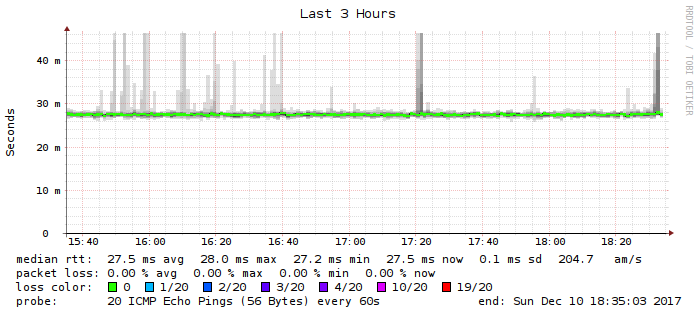 Last 3 Hours
RRDTOOL / TOBI OETIKER
Seconds
40 m
30 m
20 m
10 m
0
15:40 16:00 16:20 16:40 17:00 17:20 17:40 18:00 18:20
median rtt: 27.5 ms avg 28.0 ms max 27.2 ms min 27.5 ms now 0.1 ms sd 204.7 am/s
packet loss: 0.00 % avg 0.00 % max 0.00 % min 0.00 % now
loss color: 0 1/20 2/20 3/20 4/20 10/20 19/20
probe: 20 ICMP Echo Pings (56 Bytes) every 60s end: Sun Dec 10 18:35:03 2017